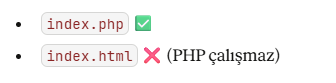 • index.php ✅
• index.html ❌ (PHP çalışmaz)